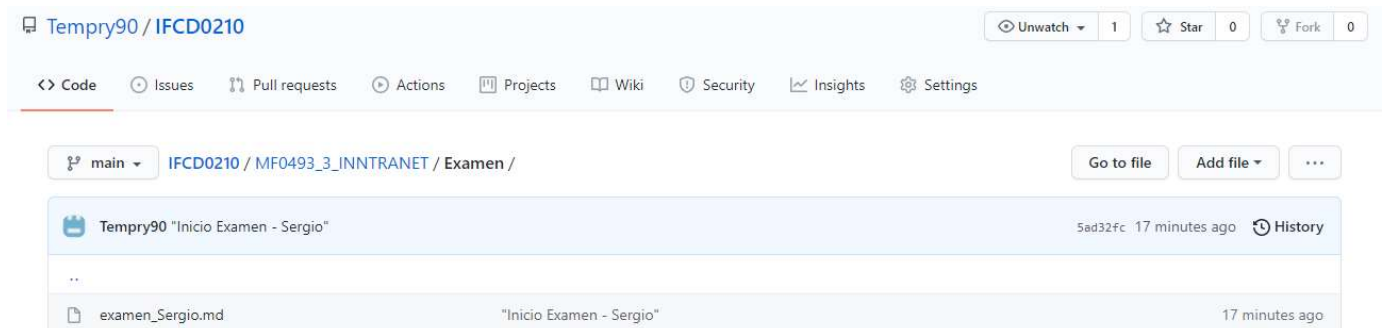 Tempry90 / IFCD0210 Unwatch 1 Star 0 Fork 0
Code Issues Pull requests Actions Projects Wiki Security Insights Settings
main IFCD0210 / MF0493_3_INNTRANET / Examen / Go to file Add file ...
Tempry90 "Inicio Examen - Sergio" 5ad32fc 17 minutes ago History
..
examen_Sergio.md "Inicio Examen - Sergio" 17 minutes ago